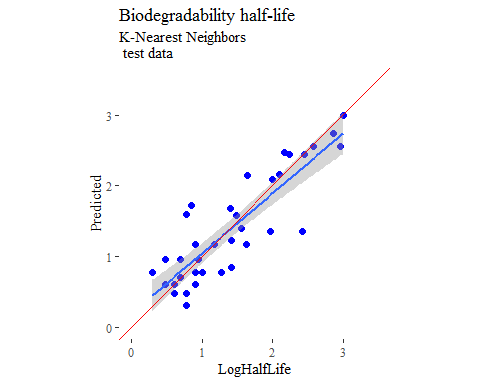 Biodegradability half-life
K-Nearest Neighbors
test data
3
2
1
0
Predicted
0 1 2 3
LogHalfLife